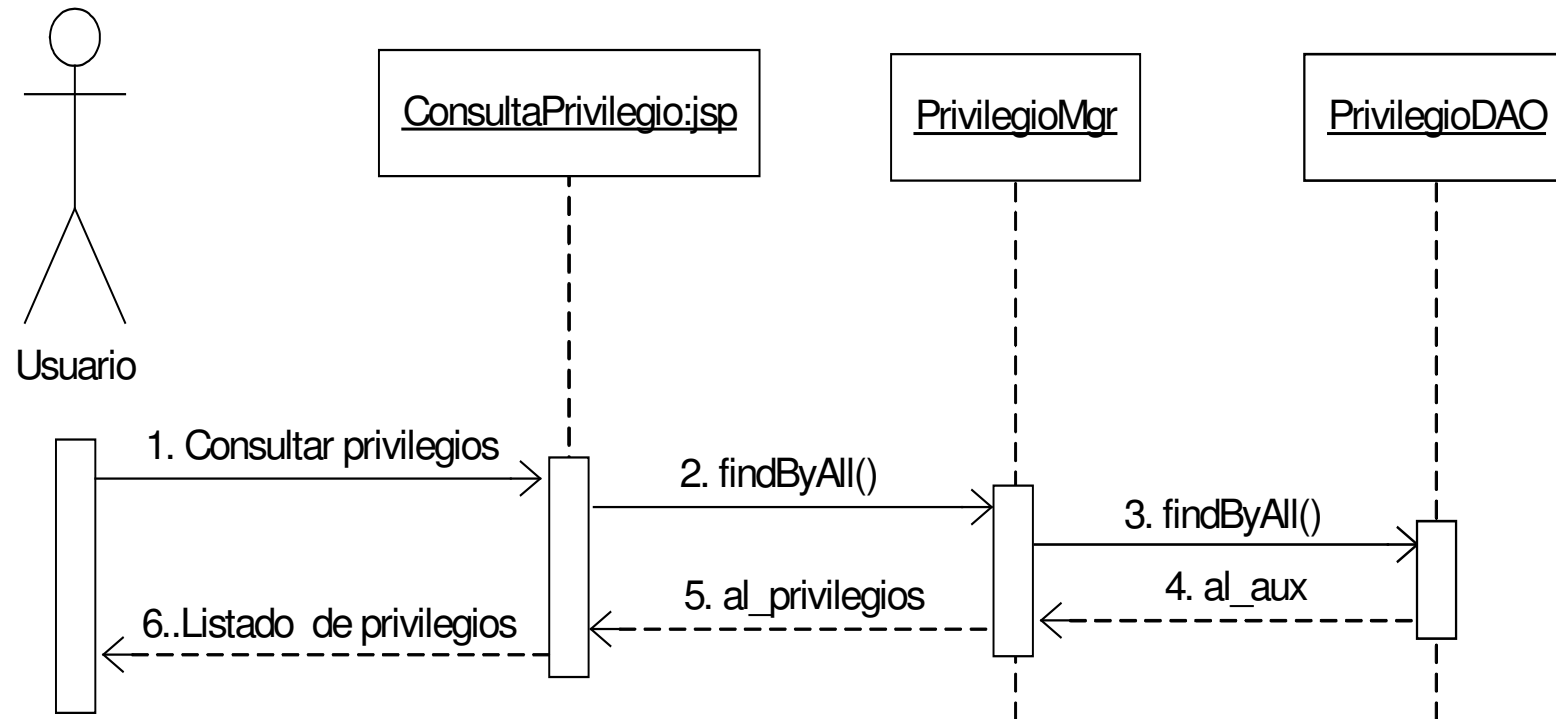 ConsultaPrivilegio:jsp
PrivilegioMgr
PrivilegioDAO
Usuario
1. Consultar privilegios
2. findByAll()
3. findByAll()
4. al_aux
5. al_privilegios
6..Listado de privilegios